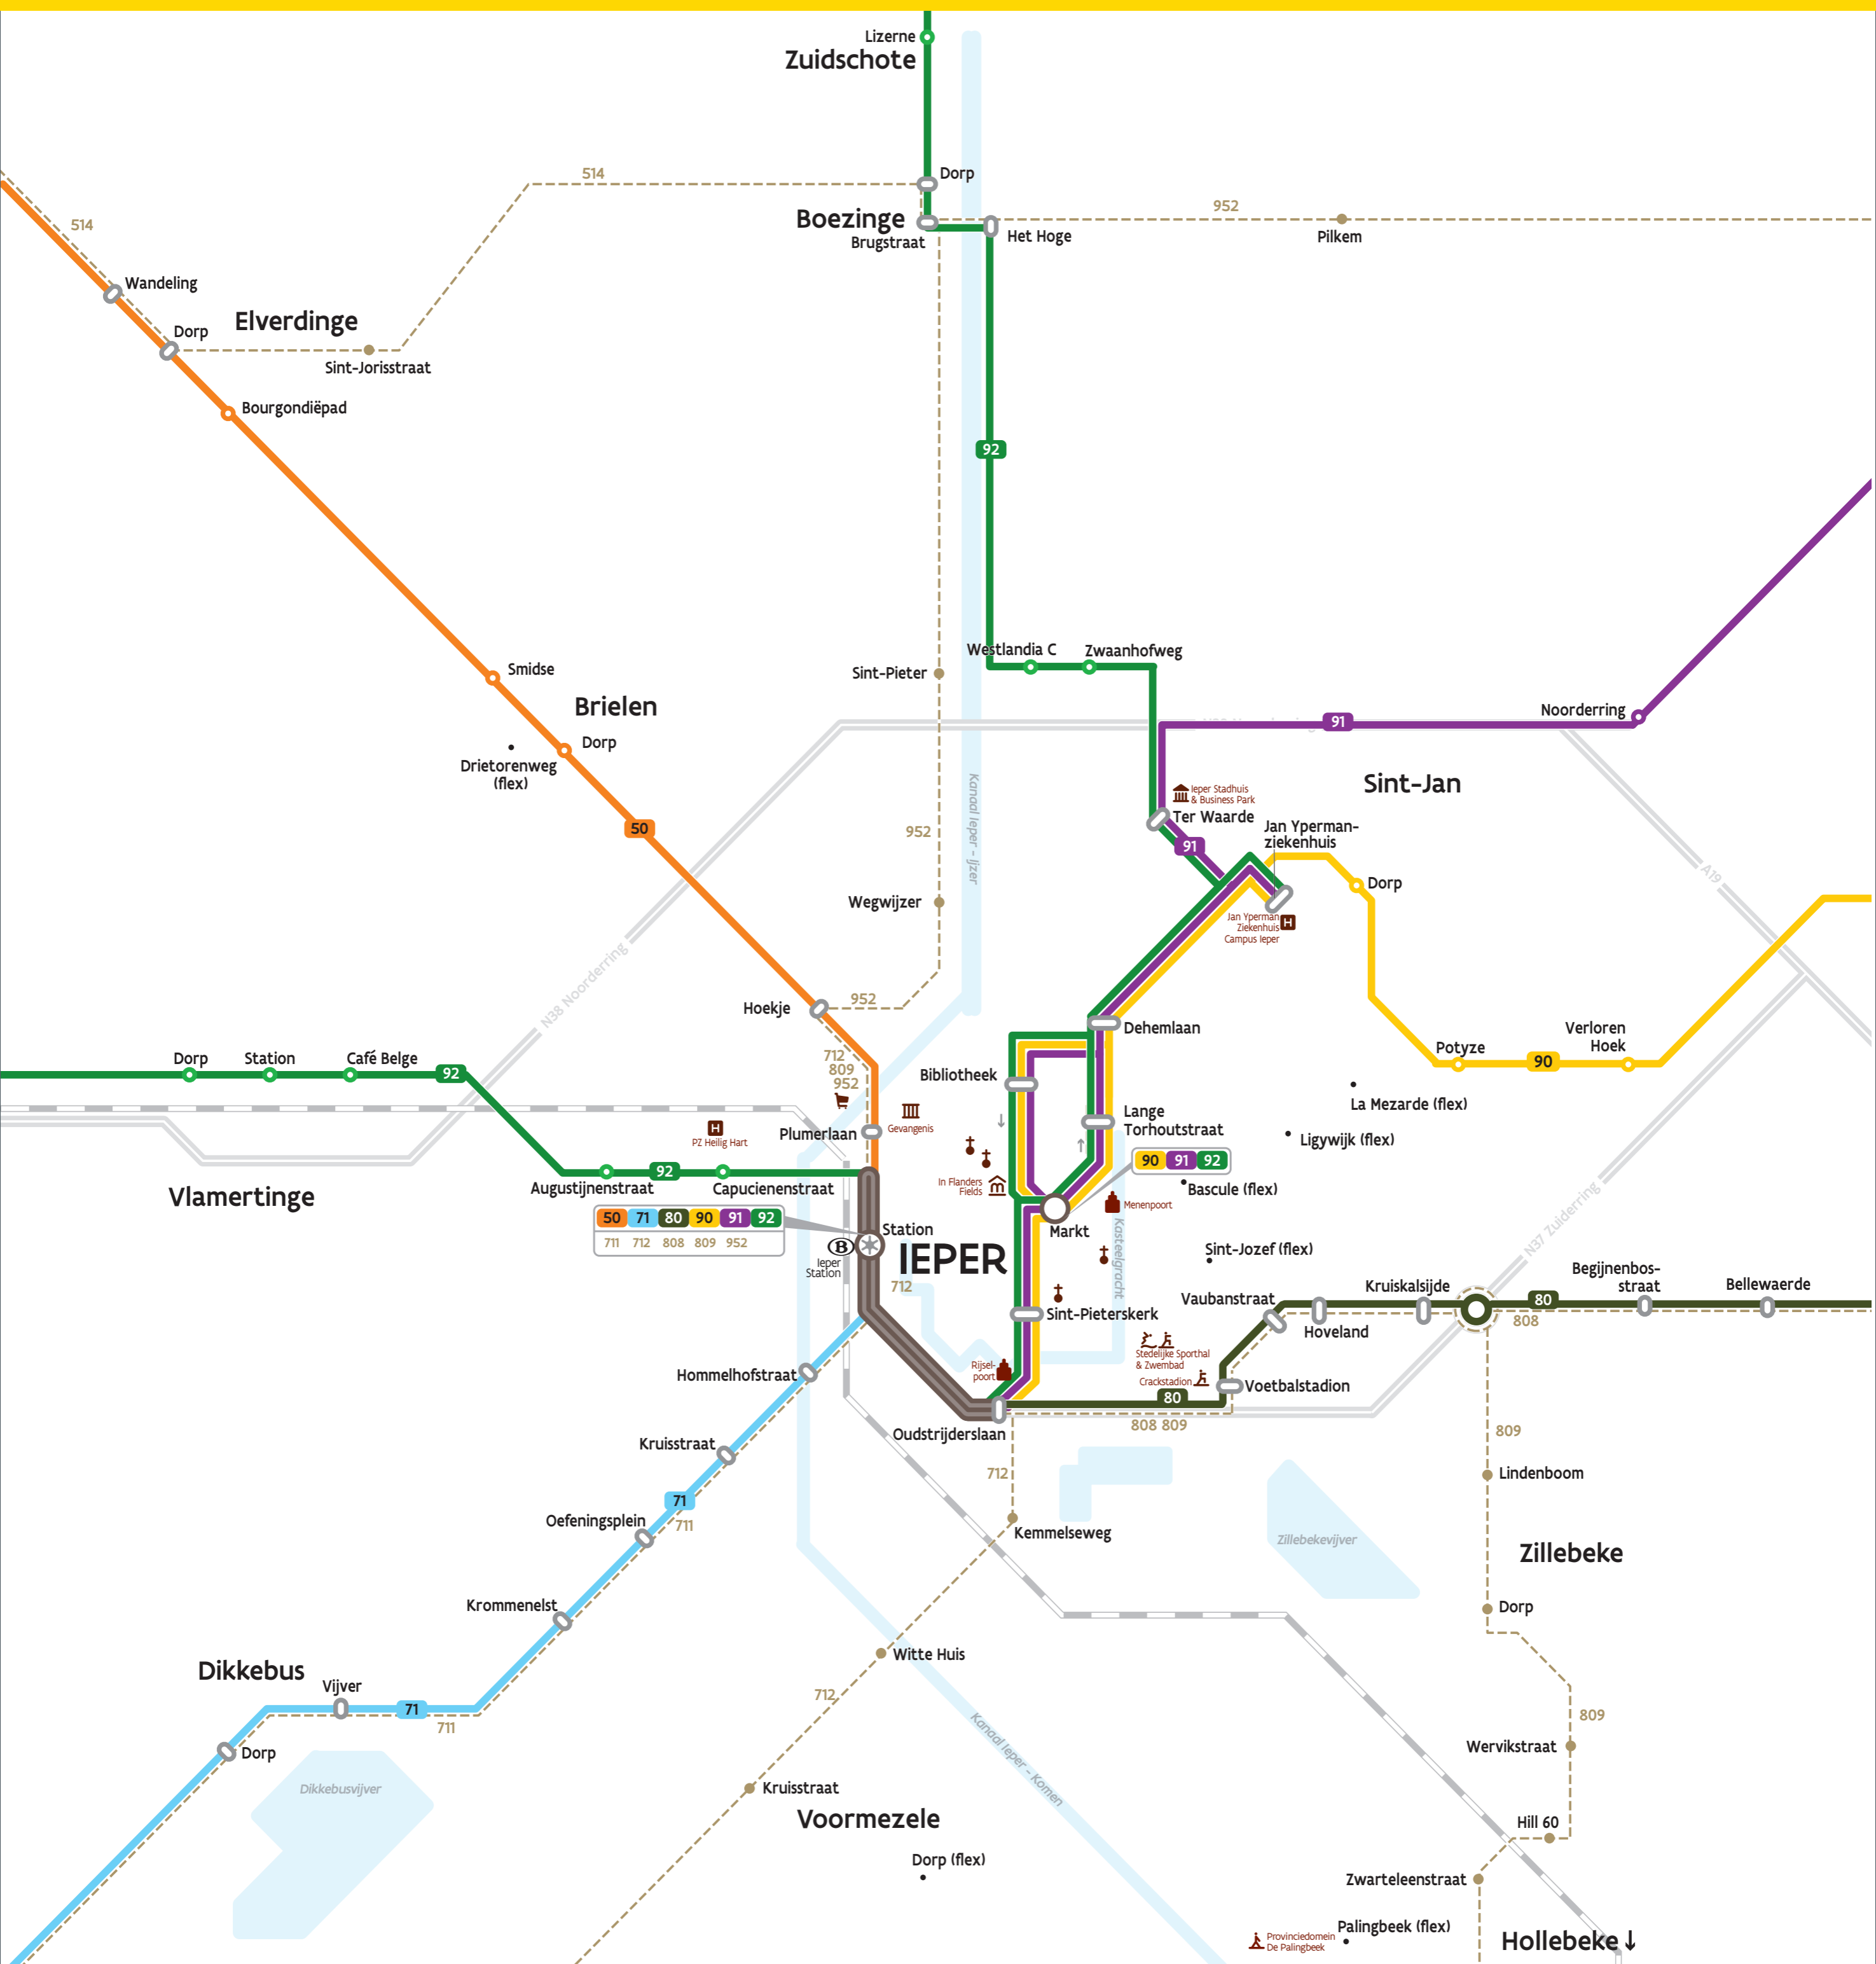 Lizerne
Zuidschote
514
Dorp
952
514
Boezinge
Brugstraat
Het Hoge
Pilkem
Wandeling
Elverdinge
Dorp
Sint-Jorisstraat
Bourgondiëpad
92
Westlandia C
Zwaanhofweg
Smidse
Sint-Pieter
Brielen
Noorderring
91
Dorp
Drietorenweg
(flex)
Kanaal Ieper - Ijzer
Sint-Jan
Ieper Stadhuis
& Business Park
Ter Waarde
50
952
91
Jan Yperman-
ziekenhuis
A19
Dorp
Wegwijzer
Jan Yperman
Ziekenhuis
Campus Ieper
H
N38 Noorderring
952
Hoekje
Dehemlaan
Verloren
Hoek
Potyze
90
Dorp
Station
Café Belge
92
712
809
952
Bibliotheek
La Mezarde (flex)
H
PZ Heilig Hart
Gevangenis
Plumerlaan
Lange
Torhoutstraat
Ligywijk (flex)
90 91 92
92
Augustijnenstraat
Capucienenstraat
In Flanders
Fields
Bascule (flex)
Vlamertinge
Menenpoort
50 71 80 90 91 92
711 712 808 809 952
Station
B
Ieper
Station
IEPER
Markt
Kasteelgracht
Sint-Jozef (flex)
N37 Zuiderring
712
Kruiskalsijde
Begijnenbos-
straat
Bellewaerde
Vaubanstraat
80
808
Sint-Pieterskerk
Hoveland
Stedelijke Sporthal
& Zwembad
Rijsel-
poort
Crackstadion
Hommelhofstraat
Voetbalstadion
80
808 809
Oudstrijderslaan
809
Kruisstraat
712
Lindenboom
71
711
Oefeningsplein
Kemmelseweg
Zillebekevijver
Zillebeke
Krommenelst
Dorp
Witte Huis
Dikkebus
Vijver
71
711
712
809
Dorp
Wervikstraat
Kanaal Ieper - Komen
Dikkebusvijver
Kruisstraat
Voormezele
Hill 60
Dorp (flex)
Zwarteleenstraat
Palingbeek (flex)
Provinciedomein
De Palingbeek
Hollebeke ↓